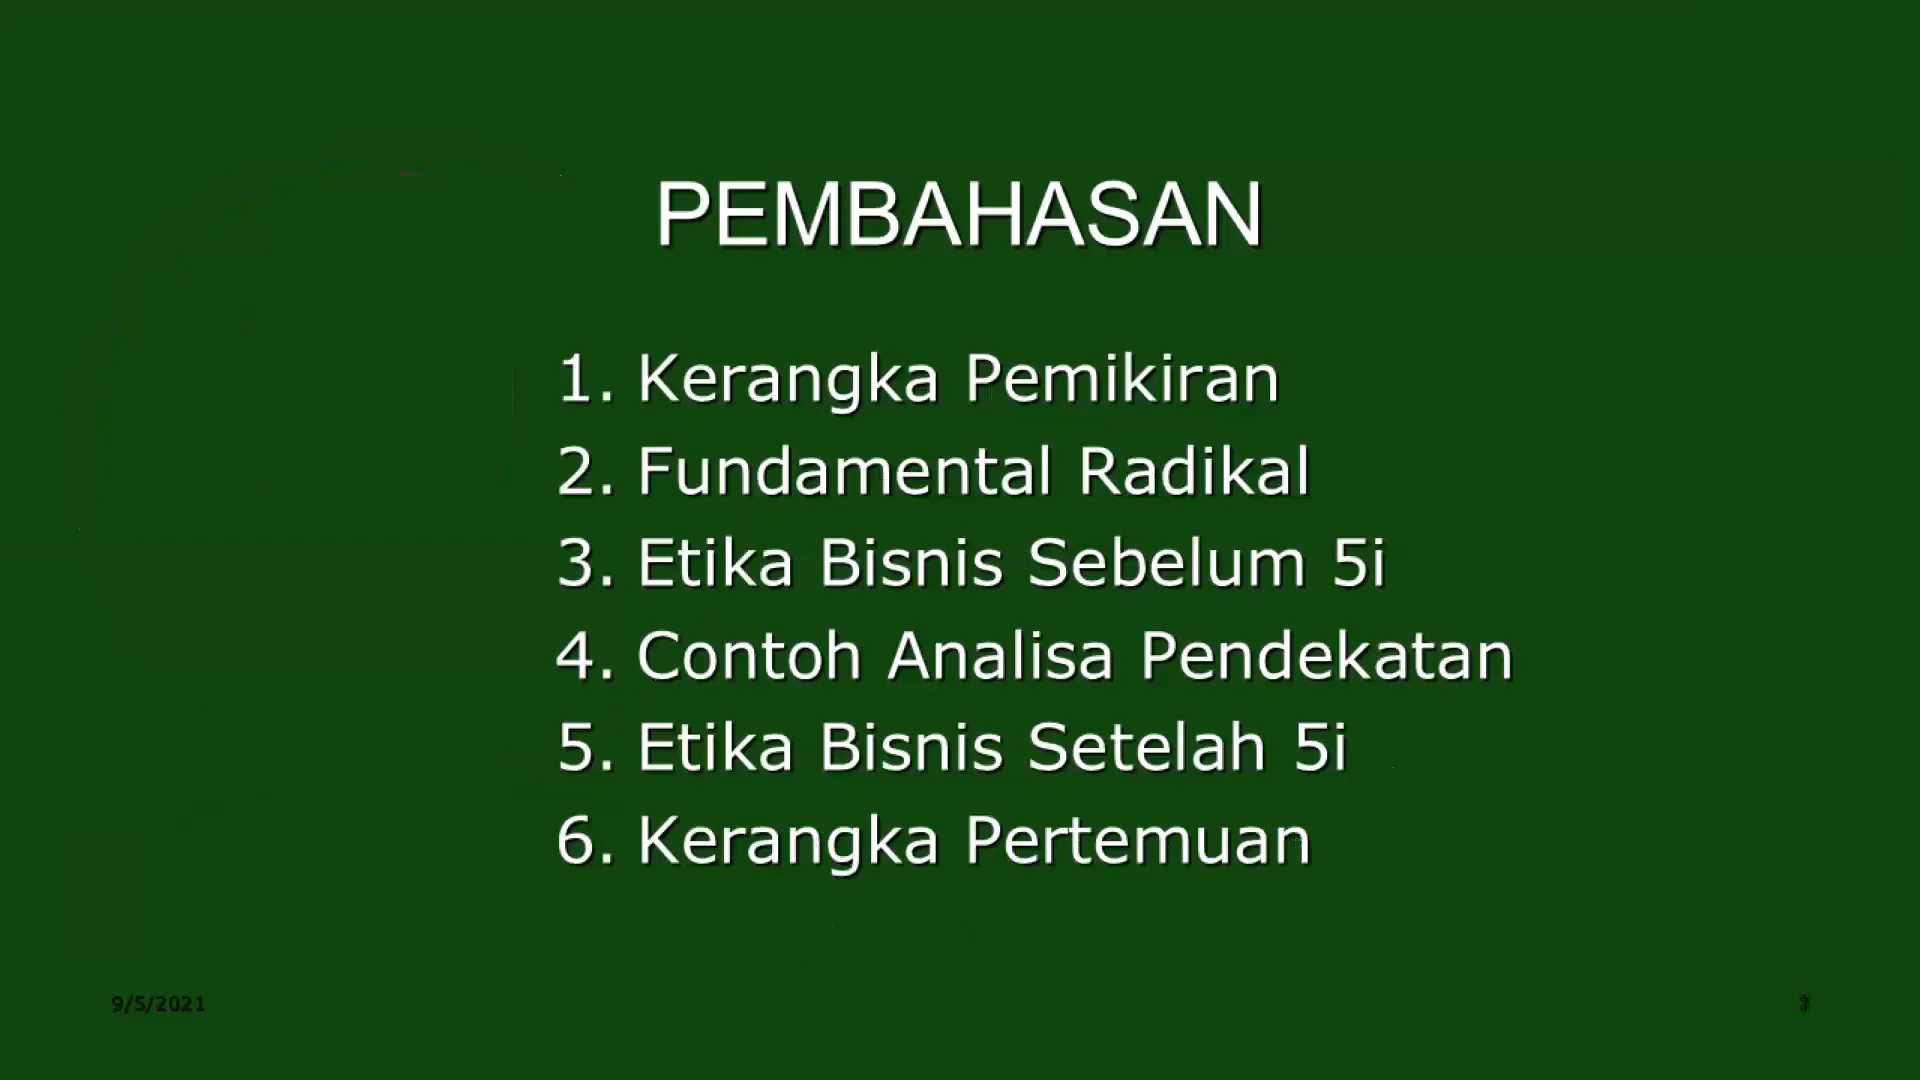 PEMBAHASAN
1. Kerangka Pemikiran
2. Fundamental Radikal
3. Etika Bisnis Sebelum 5i
4. Contoh Analisa Pendekatan
5. Etika Bisnis Setelah 5i
6. Kerangka Pertemuan
9/5/2021